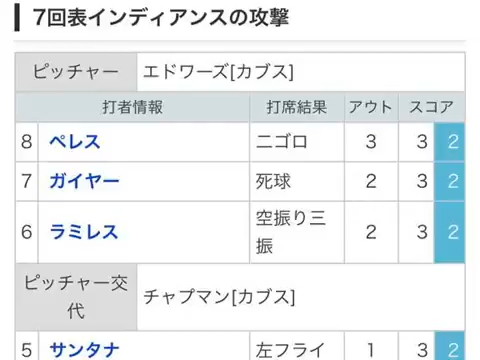 7回表インディアンスの攻撃
ピッチャー エドワーズ[カブス]
打者情報 打席結果 アウト スコア
8 ペレス 二ゴロ 3 3 2
7 ガイヤー 死球 2 3 2
6 ラミレス 空振り三振 2 3 2
ピッチャー交代 チャプマン[カブス]
5 サンタナ 左フライ 1 3 2